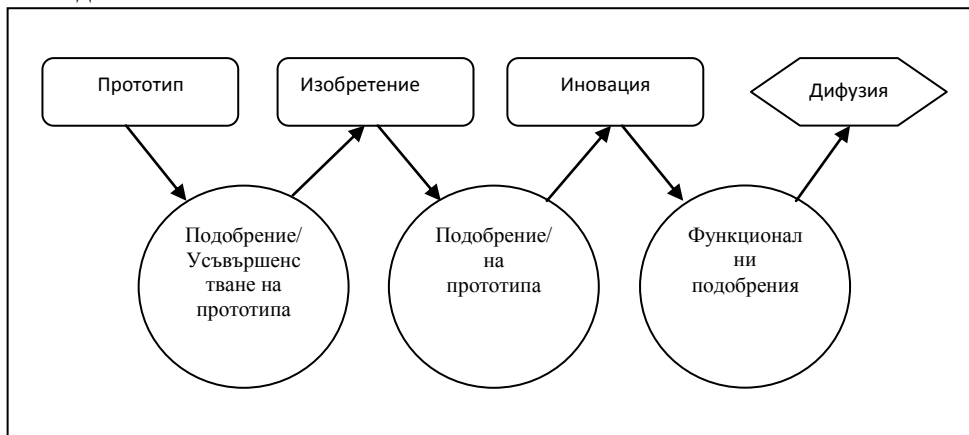 Прототип
Изобретение
Иновация
Дифузия
Подобрение/
Усъвършенс
тване на
прототипа
Подобрение/
на
прототипа
Функционал
ни
подобрения